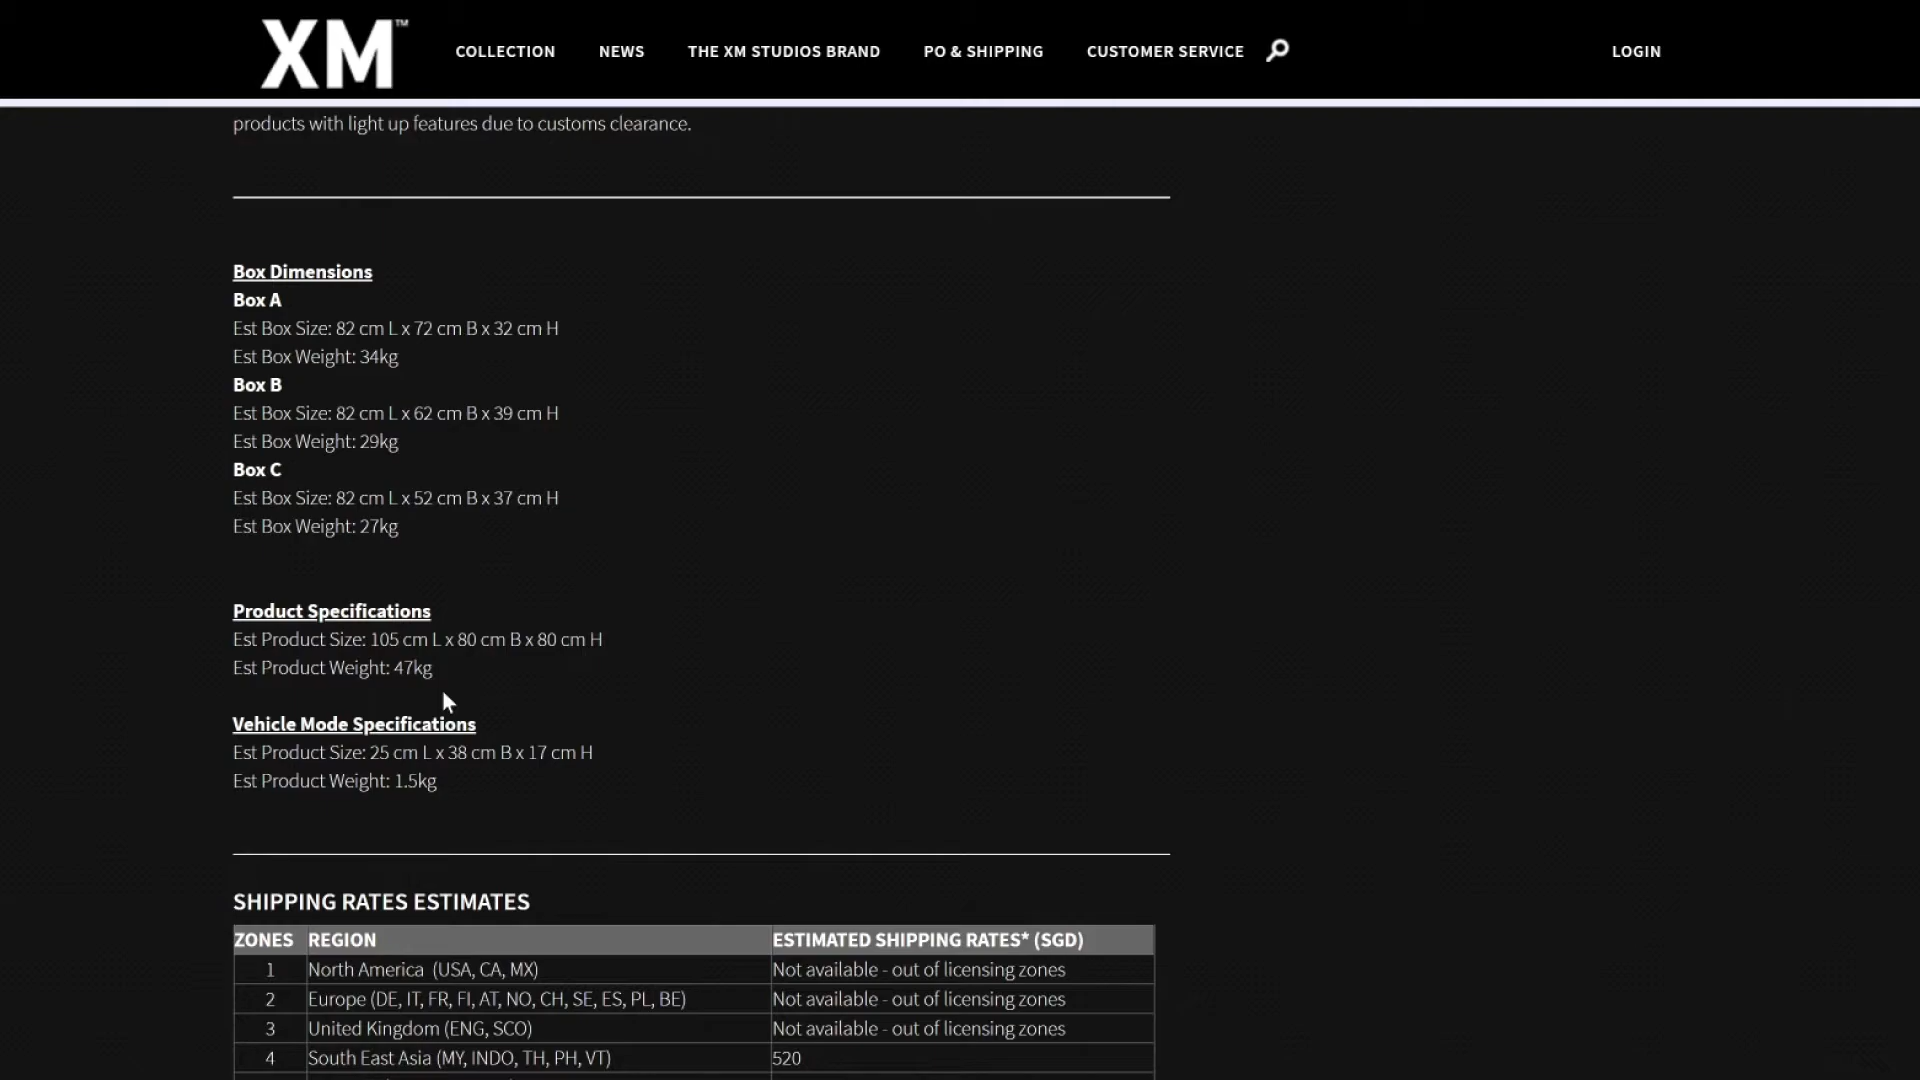 XM™
COLLECTION NEWS THE XM STUDIOS BRAND PO & SHIPPING CUSTOMER SERVICE LOGIN
products with light up features due to customs clearance.
Box Dimensions
Box A
Est Box Size: 82 cm L x 72 cm B x 32 cm H
Est Box Weight: 34kg
Box B
Est Box Size: 82 cm L x 62 cm B x 39 cm H
Est Box Weight: 29kg
Box C
Est Box Size: 82 cm L x 52 cm B x 37 cm H
Est Box Weight: 27kg
Product Specifications
Est Product Size: 105 cm L x 80 cm B x 80 cm H
Est Product Weight: 47kg
Vehicle Mode Specifications
Est Product Size: 25 cm L x 38 cm B x 17 cm H
Est Product Weight: 1.5kg
SHIPPING RATES ESTIMATES
ZONES REGION ESTIMATED SHIPPING RATES* (SGD)
1 North America (USA, CA, MX) Not available - out of licensing zones
2 Europe (DE, IT, FR, FI, AT, NO, CH, SE, ES, PL, BE) Not available - out of licensing zones
3 United Kingdom (ENG, SCO) Not available - out of licensing zones
4 South East Asia (MY, INDO, TH, PH, VT) 520